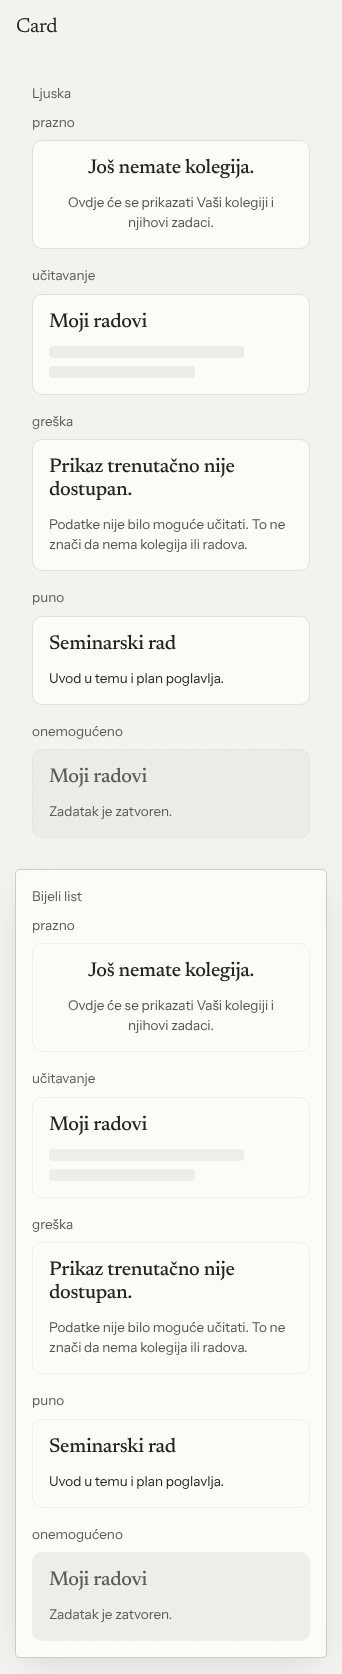 Card
Ljuska
prazno
Još nemate kolegija.
Ovdje će se prikazati Vaši kolegiji i
njihovi zadaci.
učitavanje
Moji radovi
greška
Prikaz trenutačno nije
dostupan.
Podatke nije bilo moguće učitati. To ne
znači da nema kolegija ili radova.
puno
Seminarski rad
Uvod u temu i plan poglavlja.
onemogućeno
Moji radovi
Zadatak je zatvoren.
Bijeli list
prazno
Još nemate kolegija.
Ovdje će se prikazati Vaši kolegiji i
njihovi zadaci.
učitavanje
Moji radovi
greška
Prikaz trenutačno nije
dostupan.
Podatke nije bilo moguće učitati. To ne
znači da nema kolegija ili radova.
puno
Seminarski rad
Uvod u temu i plan poglavlja.
onemogućeno
Moji radovi
Zadatak je zatvoren.